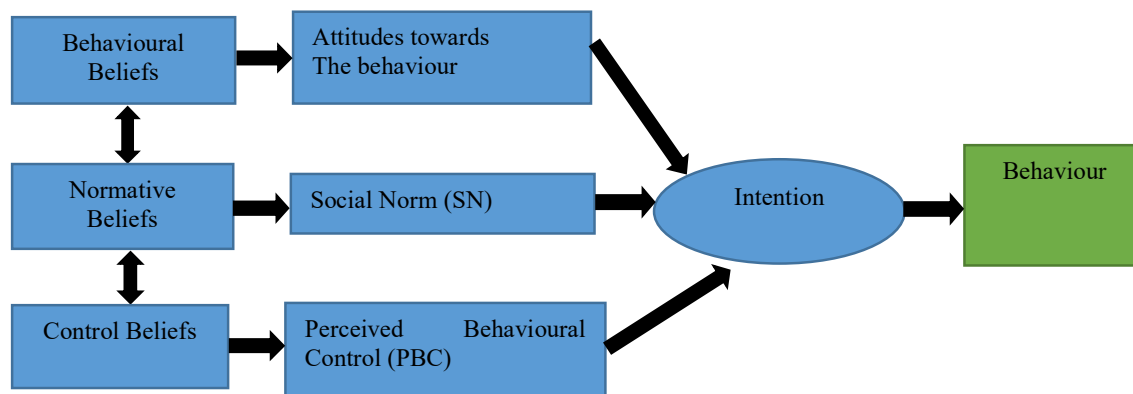 Behavioural
Beliefs
Attitudes towards
The behaviour
Normative
Beliefs
Social Norm (SN)
Intention
Behaviour
Control Beliefs
Perceived Behavioural
Control (PBC)